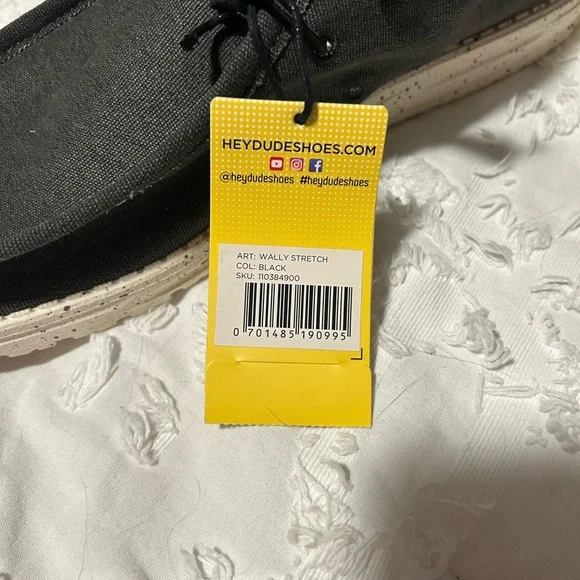 HEYDUDESHOES.COM
@heydudeshoes #heydudeshoes
ART: WALLY STRETCH
COL: BLACK
SKU: 110384900
0 701485 190995